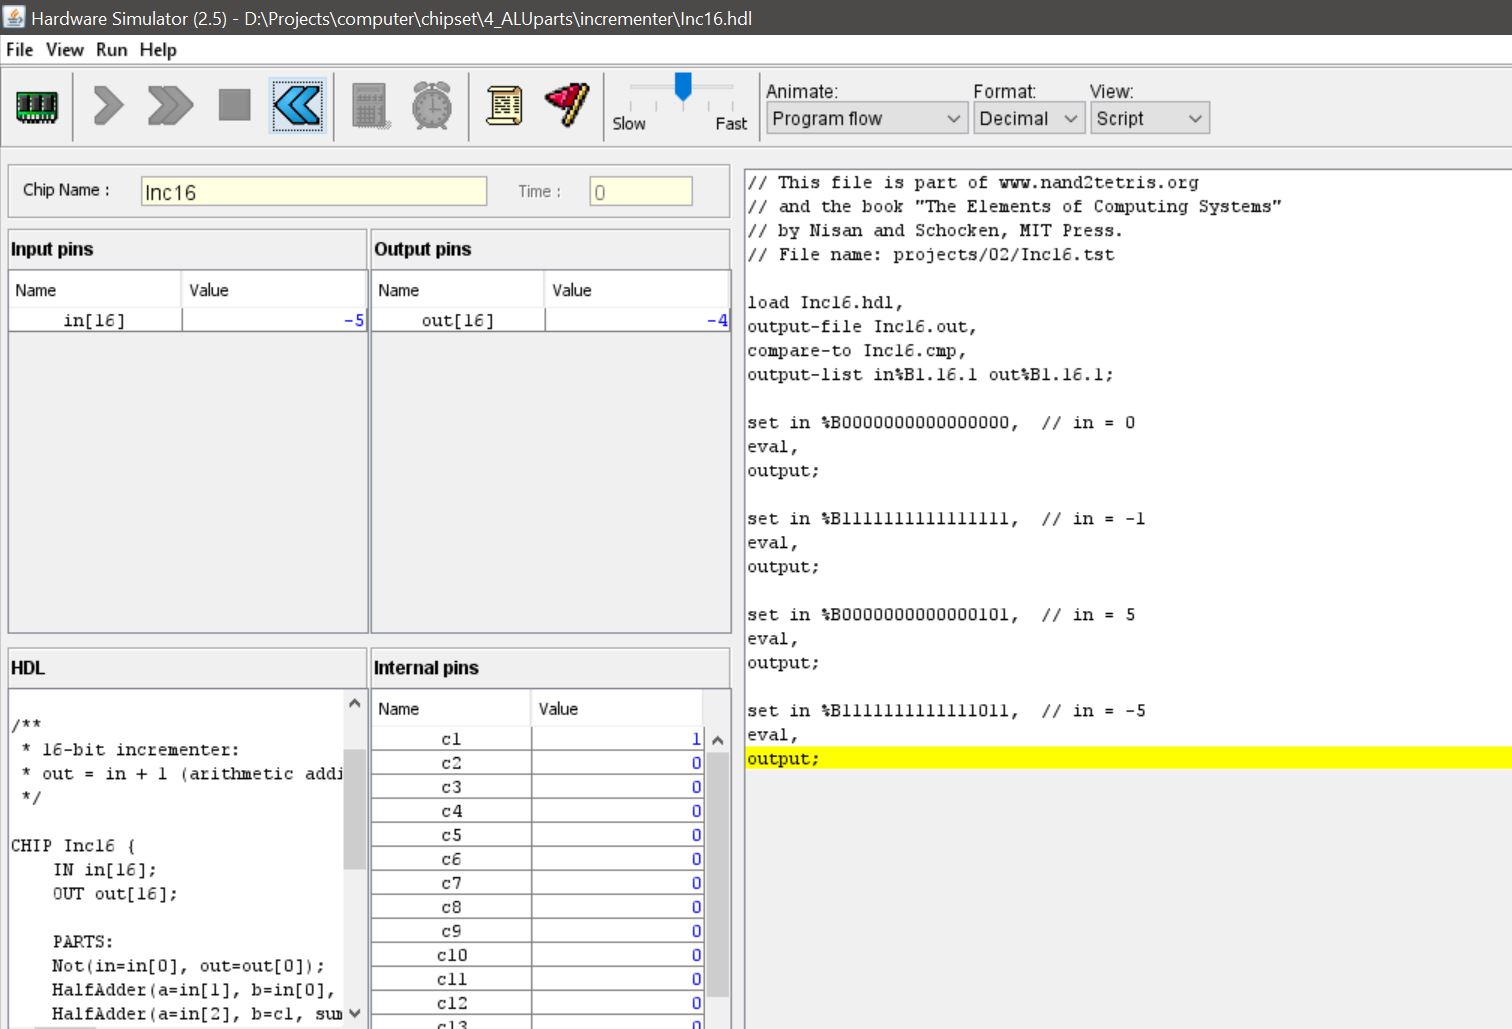 Hardware Simulator (2.5) - D:\Projects\computer\chipset\4_ALUparts\incrementer\Inc16.hdl
File View Run Help
Slow Fast
Animate: Format: View:
Program flow Decimal Script
Chip Name : Inc16 Time : 0
Input pins
Name Value
in[16] -5
Output pins
Name Value
out[16] -4
HDL
/**
* 16-bit incrementer:
* out = in + 1 (arithmetic addi
*/
CHIP Inc16 {
IN in[16];
OUT out[16];
PARTS:
Not(in=in[0], out=out[0]);
HalfAdder(a=in[1], b=in[0],
HalfAdder(a=in[2], b=c1, sum
Internal pins
Name Value
c1 1
c2 0
c3 0
c4 0
c5 0
c6 0
c7 0
c8 0
c9 0
c10 0
c11 0
c12 0
c13 0
// This file is part of www.nand2tetris.org
// and the book "The Elements of Computing Systems"
// by Nisan and Schocken, MIT Press.
// File name: projects/02/Inc16.tst
load Inc16.hdl,
output-file Inc16.out,
compare-to Inc16.cmp,
output-list in%B1.16.1 out%B1.16.1;
set in %B0000000000000000, // in = 0
eval,
output;
set in %B1111111111111111, // in = -1
eval,
output;
set in %B0000000000000101, // in = 5
eval,
output;
set in %B1111111111111011, // in = -5
eval,
output;